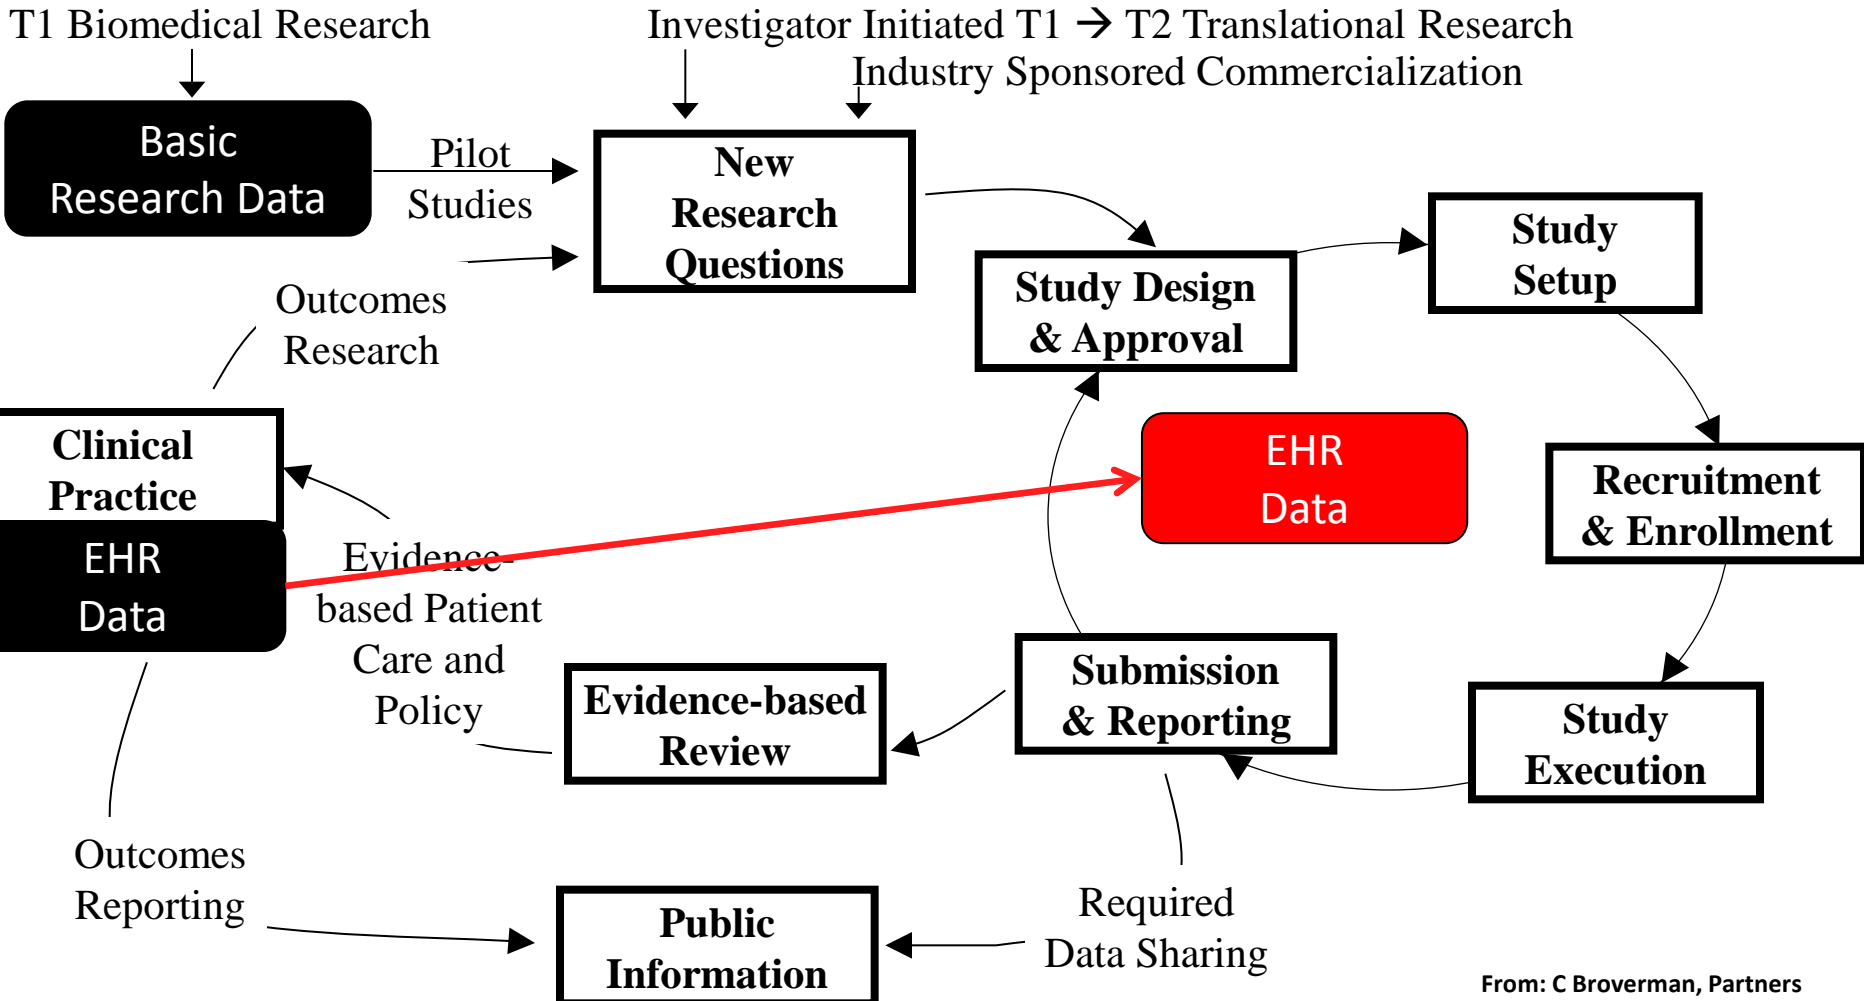 T1 Biomedical Research
Investigator Initiated T1 → T2 Translational Research
Industry Sponsored Commercialization
Basic
Research Data
Pilot
Studies
New
Research
Questions
Study
Setup
Study Design
& Approval
Outcomes
Research
Clinical
Practice
EHR
Data
EHR
Data
Recruitment
& Enrollment
Evidence-
based Patient
Care and
Policy
Evidence-based
Review
Submission
& Reporting
Study
Execution
Outcomes
Reporting
Public
Information
Required
Data Sharing
From: C Broverman, Partners